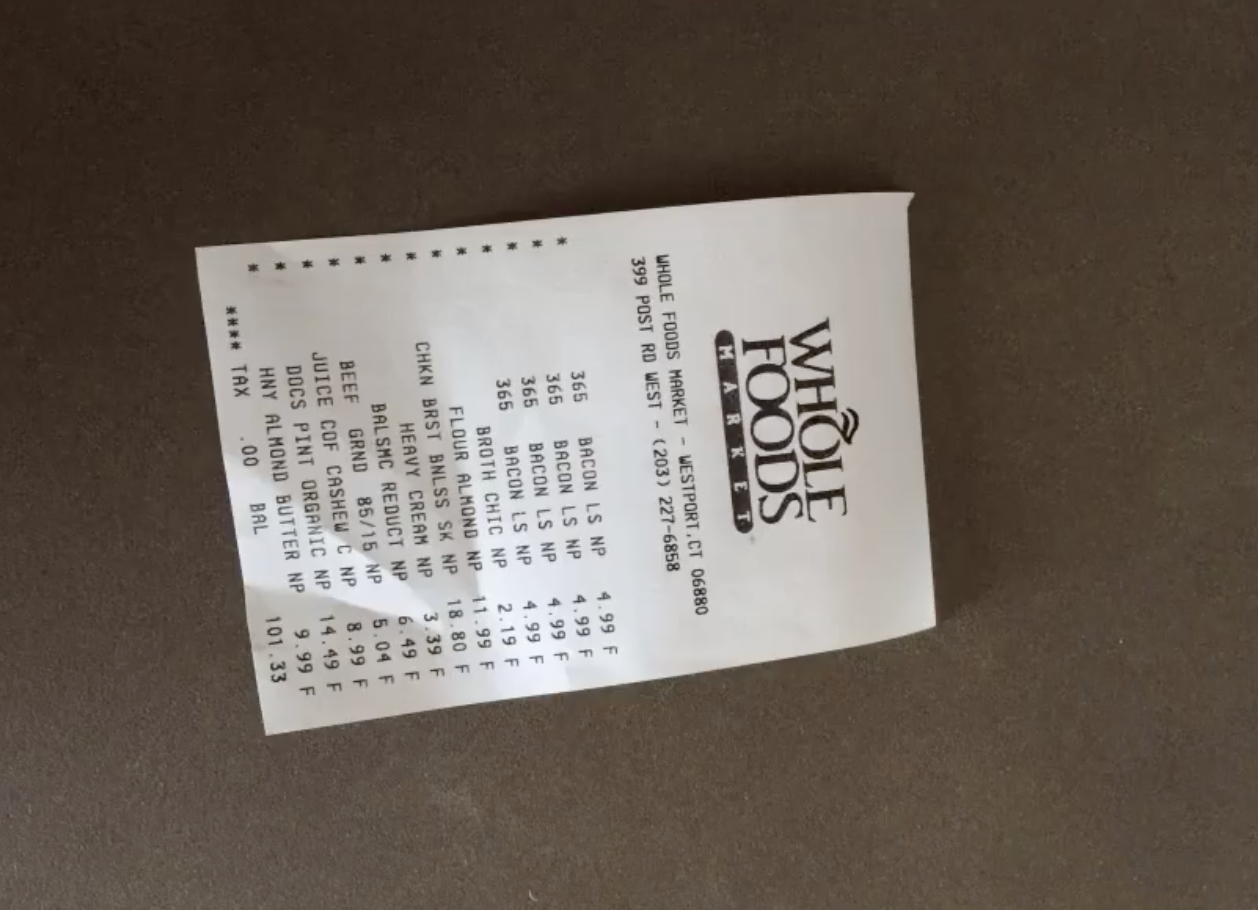 WHOLE
FOODS
MARKET
WHOLE FOODS MARKET - WESTPORT,CT 06880
399 POST RD WEST - (203) 227-6858
* 365 BACON LS NP 4.99 F
* 365 BACON LS NP 4.99 F
* 365 BACON LS NP 4.99 F
* 365 BACON LS NP 4.99 F
* BROTH CHIC NP 2.19 F
* FLOUR ALMOND NP 11.99 F
* CHKN BRST BNLSS SK NP 18.80 F
* HEAVY CREAM NP 3.39 F
* BALSMC REDUCT NP 6.49 F
* BEEF GRND 85/15 NP 5.04 F
* JUICE COF CASHEW C NP 8.99 F
* DOCS PINT ORGANIC NP 14.49 F
* HNY ALMOND BUTTER NP 9.99 F
**** TAX .00 BAL 101.33